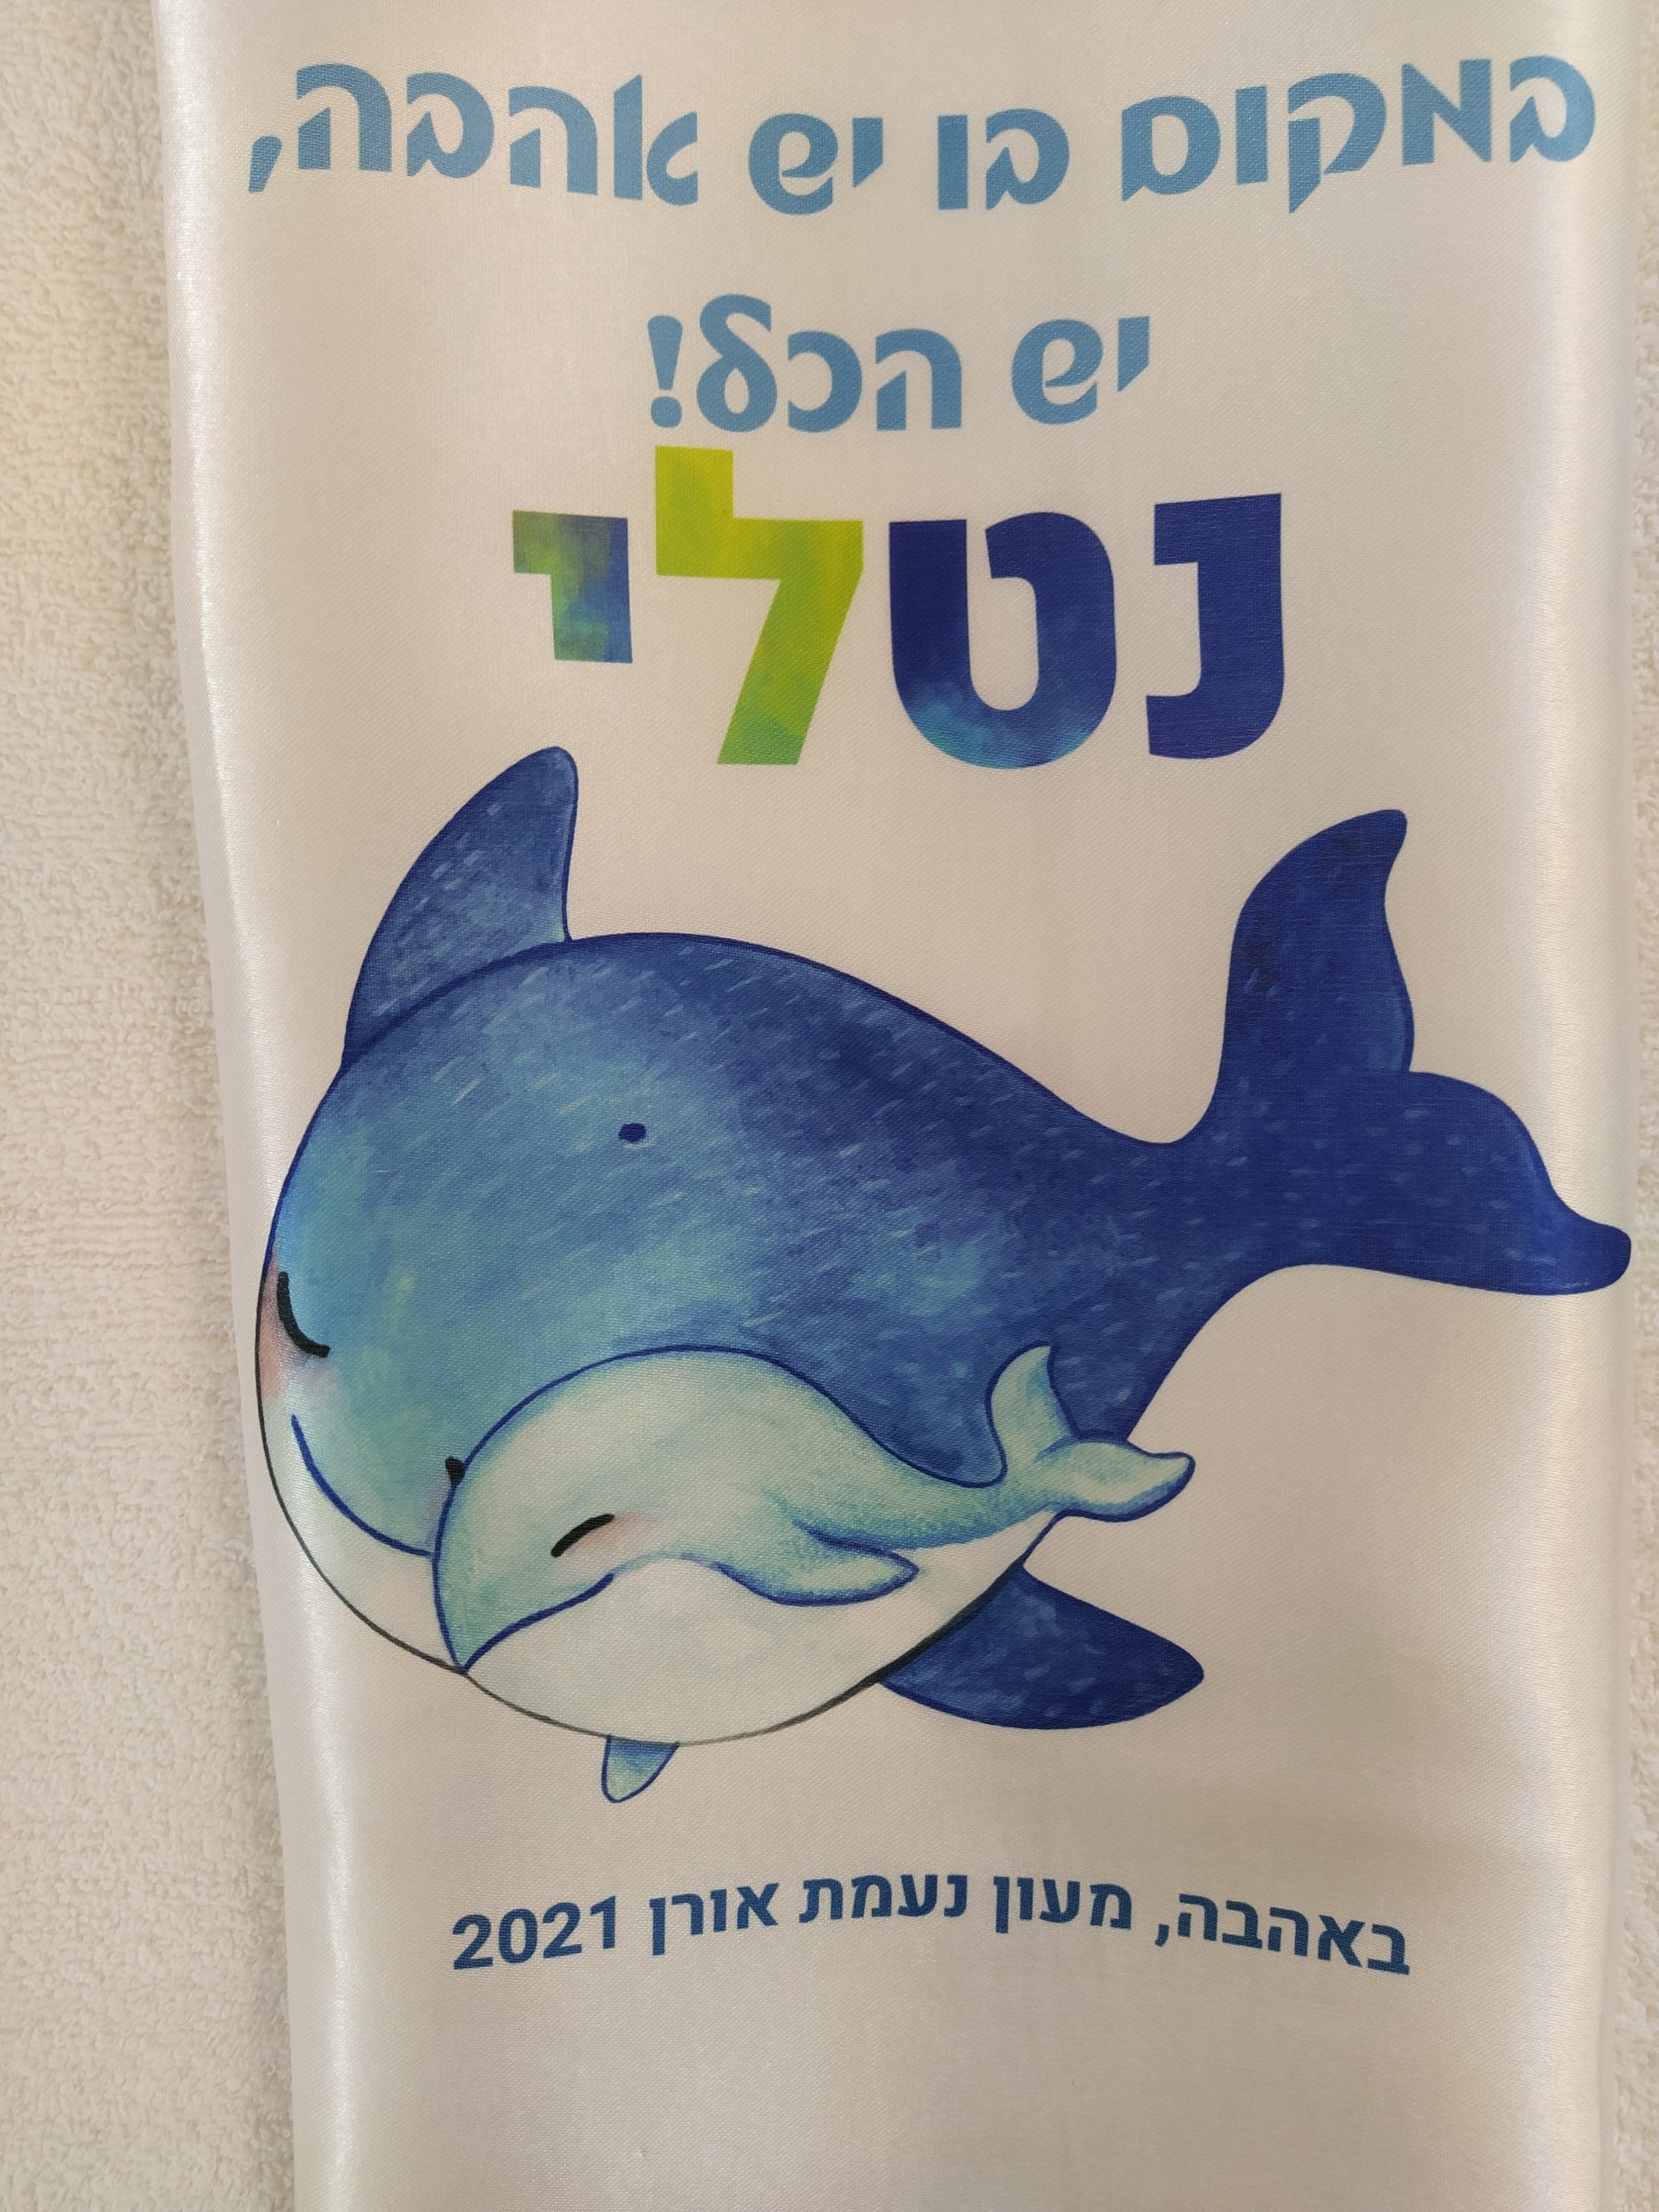 במקום בו יש אהבה,
יש הכל!
נטלי
באהבה, מעון נעמת אורן 2021